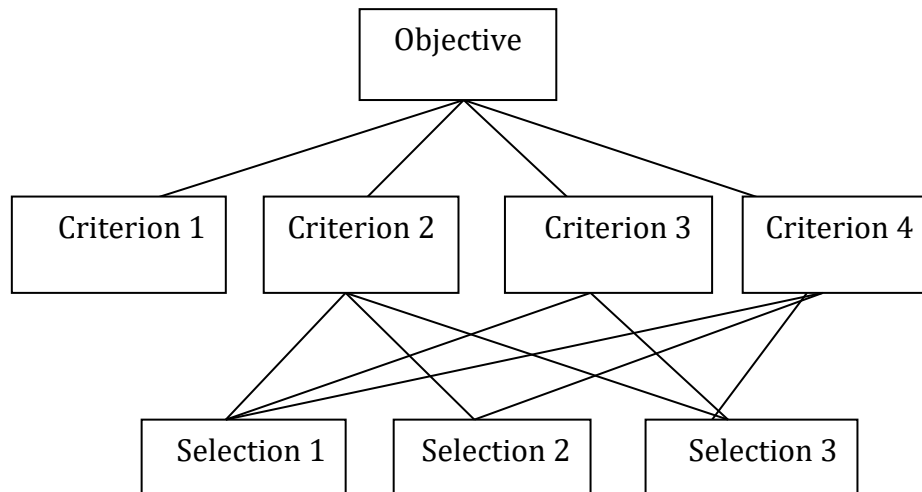 Objective
Criterion 1
Criterion 2
Criterion 3
Criterion 4
Selection 1
Selection 2
Selection 3